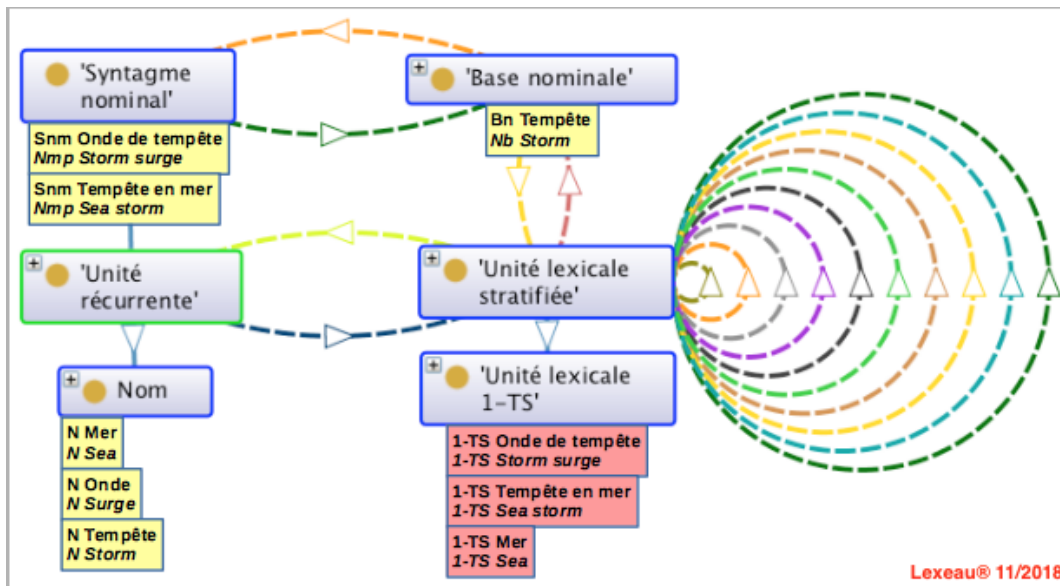 'Syntagme
nominal'
'Base nominale'
Snm Onde de tempête
Nmp Storm surge
Snm Tempête en mer
Nmp Sea storm
Bn Tempête
Nb Storm
'Unité
récurrente'
'Unité lexicale
stratifiée'
Nom
'Unité lexicale
1-TS'
N Mer
N Sea
N Onde
N Surge
N Tempête
N Storm
1-TS Onde de tempête
1-TS Storm surge
1-TS Tempête en mer
1-TS Sea storm
1-TS Mer
1-TS Sea
Lexeau® 11/2018